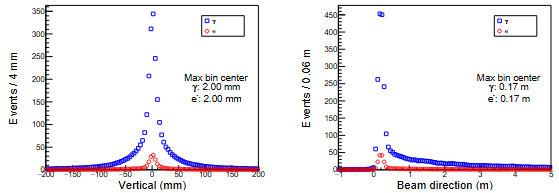 Events / 4 mm
350
300
250
200
150
100
50
0
−200 −150 −100 −50 0 50 100 150 200
Vertical (mm)
γ
e
Max bin center
γ: 2.00 mm
e⁻: 2.00 mm
Events / 0.06 m
450
400
350
300
250
200
150
100
50
0
−1 0 1 2 3 4 5
Beam direction (m)
γ
e
Max bin center
γ: 0.17 m
e⁻: 0.17 m